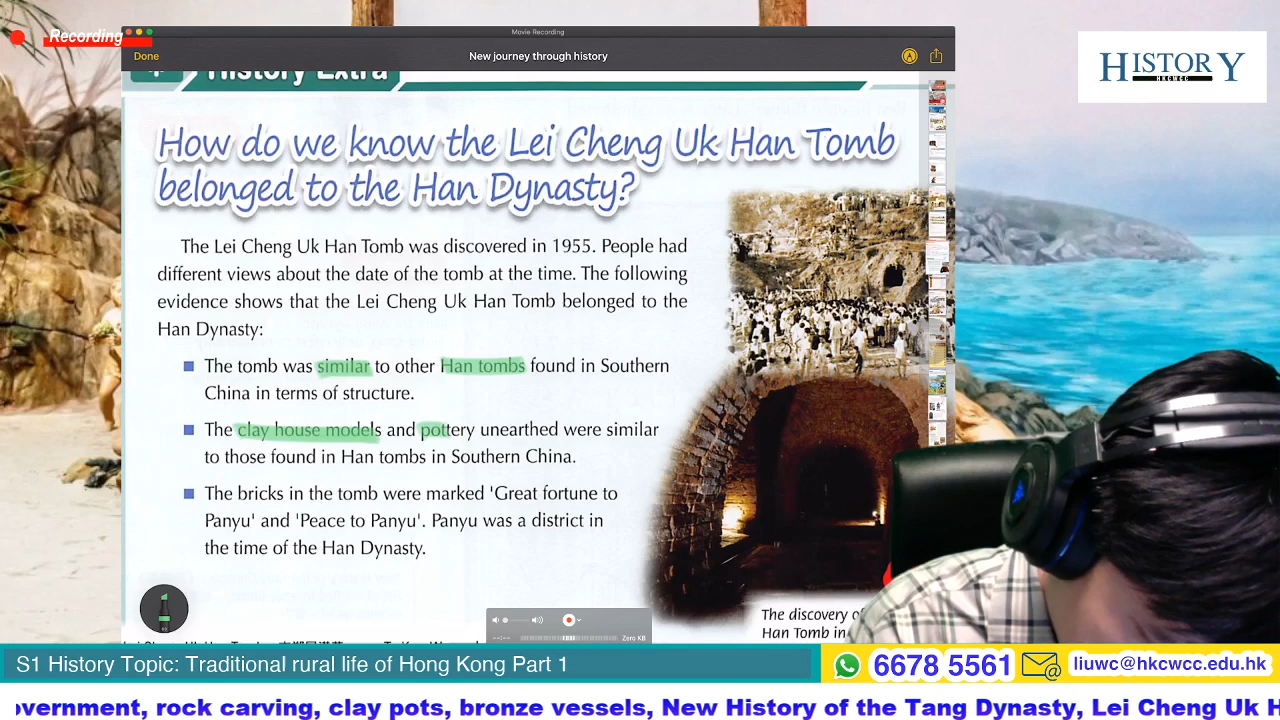 Recording
Movie Recording
Done
New journey through history
History Extra
HISTORY
HKCWCC
How do we know the Lei Cheng Uk Han Tomb
belonged to the Han Dynasty?
The Lei Cheng Uk Han Tomb was discovered in 1955. People had
different views about the date of the tomb at the time. The following
evidence shows that the Lei Cheng Uk Han Tomb belonged to the
Han Dynasty:
The tomb was similar to other Han tombs found in Southern
China in terms of structure.
The clay house models and pottery unearthed were similar
to those found in Han tombs in Southern China.
The bricks in the tomb were marked 'Great fortune to
Panyu' and 'Peace to Panyu'. Panyu was a district in
the time of the Han Dynasty.
The discovery of
Han Tomb in
--:--
Zero KB
S1 History Topic: Traditional rural life of Hong Kong Part 1
6678 5561
liuwc@hkcwcc.edu.hk
overnment, rock carving, clay pots, bronze vessels, New History of the Tang Dynasty, Lei Cheng Uk H